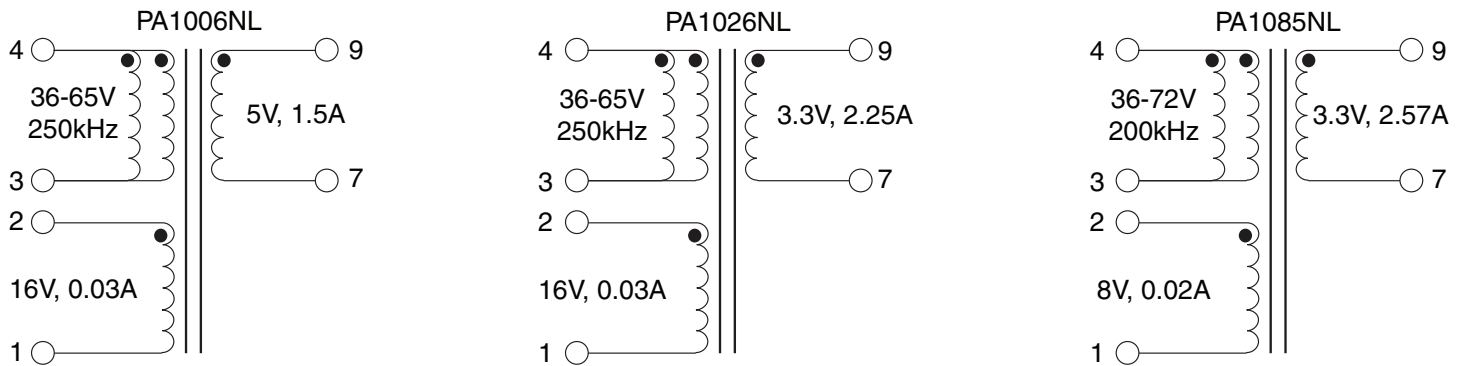 PA1006NL
4
9
36-65V
250kHz
5V, 1.5A
3
7
2
16V, 0.03A
1
PA1026NL
4
9
36-65V
250kHz
3.3V, 2.25A
3
7
2
16V, 0.03A
1
PA1085NL
4
9
36-72V
200kHz
3.3V, 2.57A
3
7
2
8V, 0.02A
1